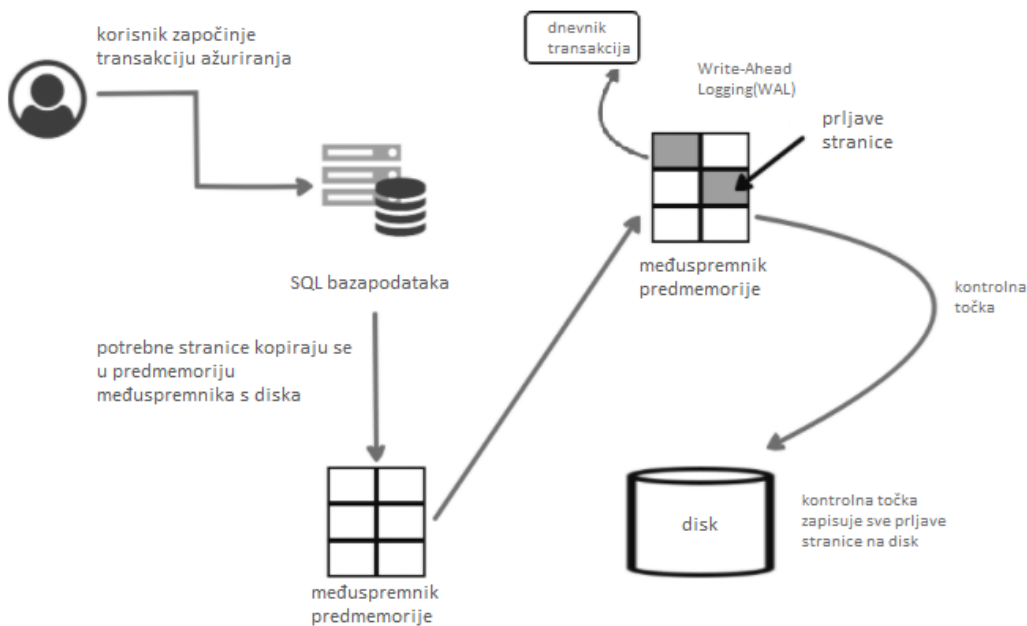 korisnik započinje
transakciju ažuriranja
SQL bazapodataka
potrebne stranice kopiraju se
u predmemoriju
međuspremnika s diska
međuspremnik
predmemorije
dnevnik
transakcija
Write-Ahead
Logging(WAL)
prljave
stranice
međuspremnik
predmemorije
kontrolna
točka
disk
kontrolna točka
zapisuje sve prljave
stranice na disk